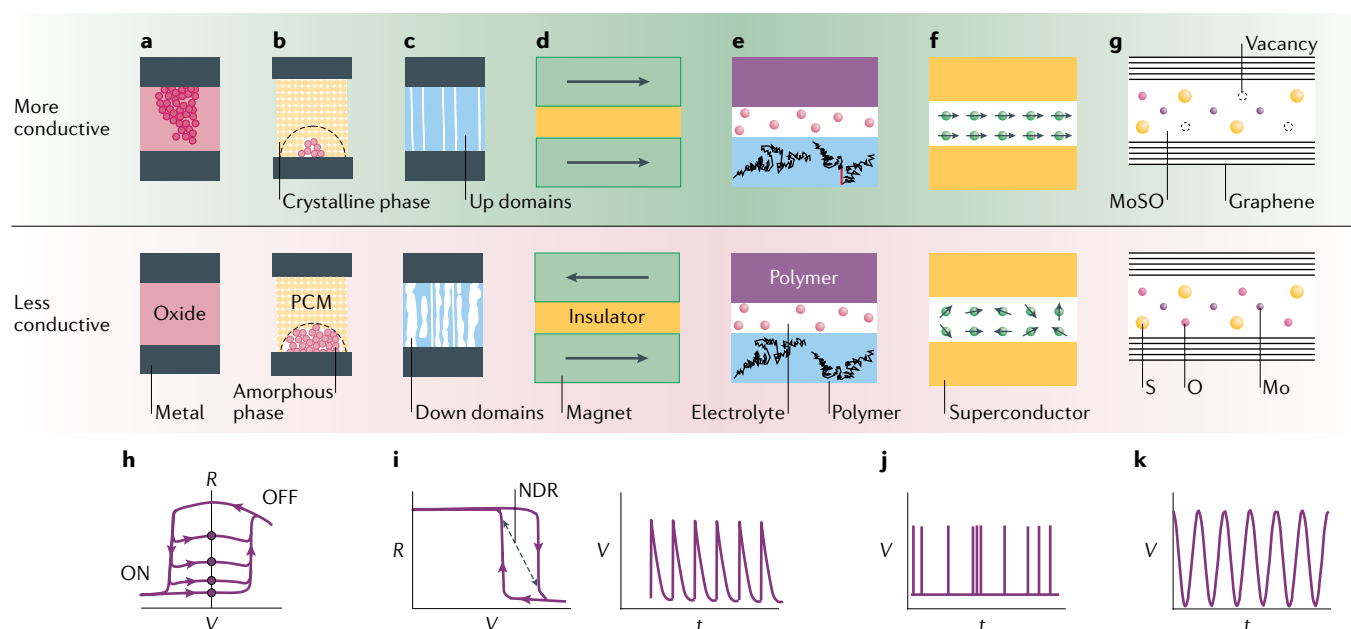 a
b
c
d
e
f
g
Vacancy
More
conductive
Crystalline phase
Up domains
MoSO
Graphene
Less
conductive
Oxide
PCM
Insulator
Polymer
Metal
Amorphous
phase
Down domains
Magnet
Electrolyte
Polymer
Superconductor
S
O
Mo
h
i
j
k
R
OFF
ON
V
NDR
R
V
V
t
V
t
V
t